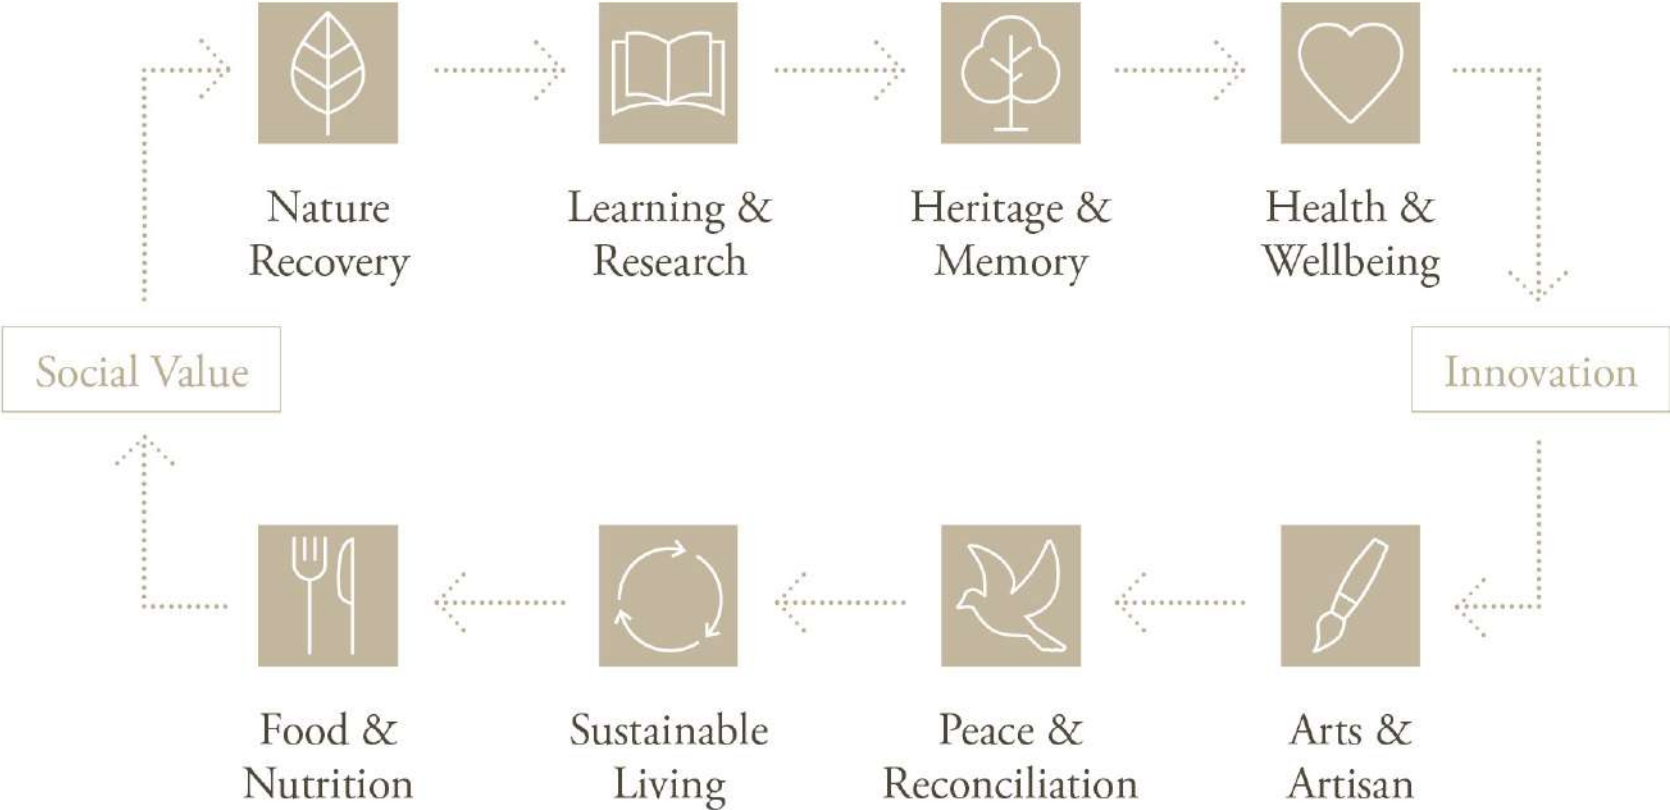 Nature
Recovery
Learning &
Research
Heritage &
Memory
Health &
Wellbeing
Social Value
Innovation
Food &
Nutrition
Sustainable
Living
Peace &
Reconciliation
Arts &
Artisan